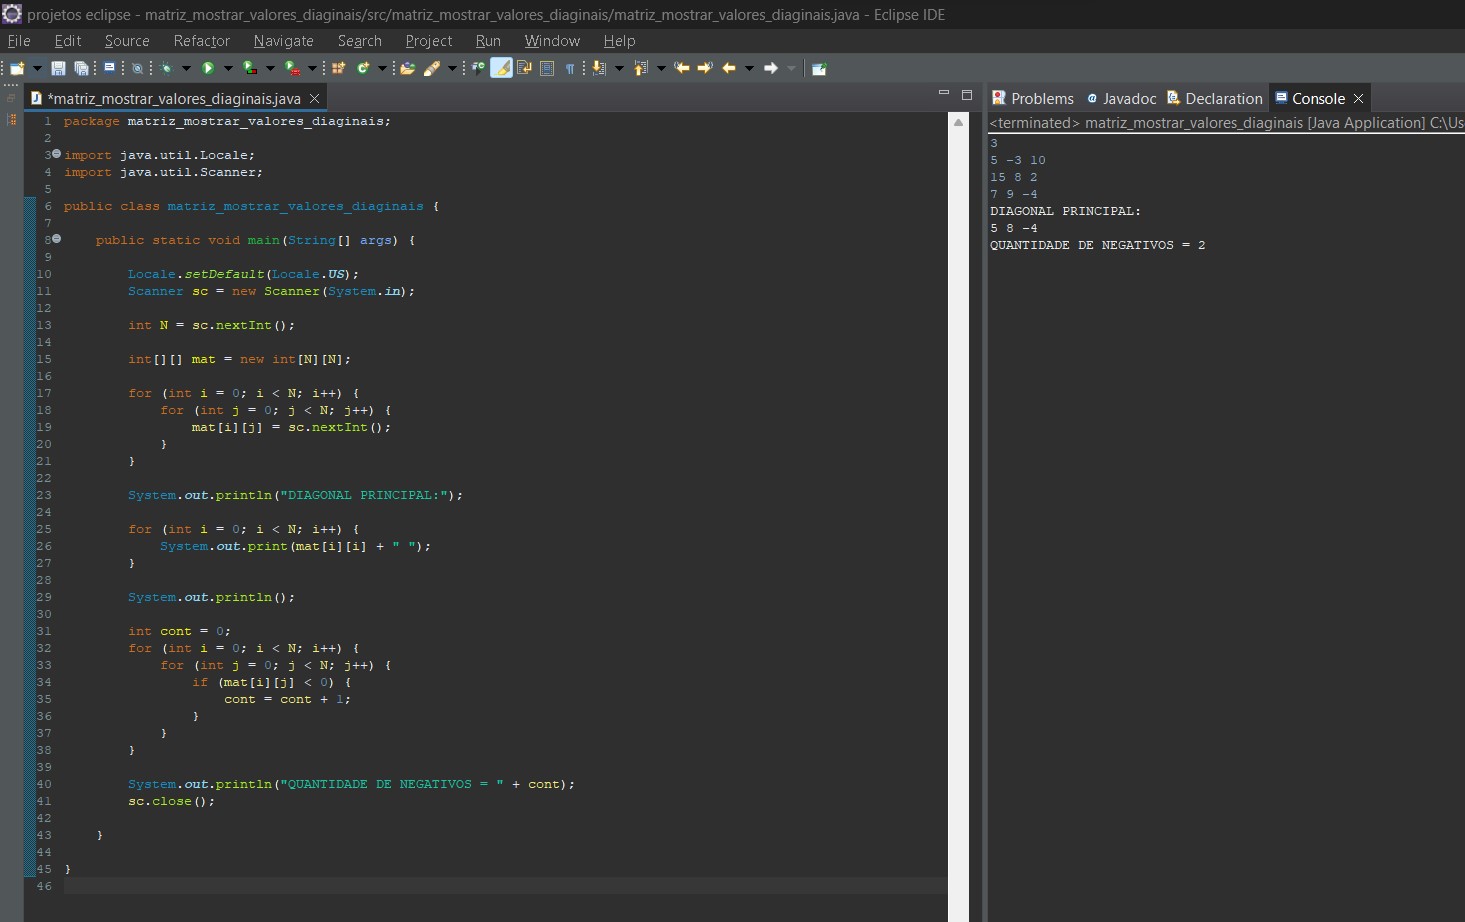 projetos eclipse - matriz_mostrar_valores_diaginais/src/matriz_mostrar_valores_diaginais/matriz_mostrar_valores_diaginais.java - Eclipse IDE
File Edit Source Refactor Navigate Search Project Run Window Help
*matriz_mostrar_valores_diaginais.java
1 package matriz_mostrar_valores_diaginais;
2
3 import java.util.Locale;
4 import java.util.Scanner;
5
6 public class matriz_mostrar_valores_diaginais {
7
8 public static void main(String[] args) {
9
10 Locale.setDefault(Locale.US);
11 Scanner sc = new Scanner(System.in);
12
13 int N = sc.nextInt();
14
15 int[][] mat = new int[N][N];
16
17 for (int i = 0; i < N; i++) {
18 for (int j = 0; j < N; j++) {
19 mat[i][j] = sc.nextInt();
20 }
21 }
22
23 System.out.println("DIAGONAL PRINCIPAL:");
24
25 for (int i = 0; i < N; i++) {
26 System.out.print(mat[i][i] + " ");
27 }
28
29 System.out.println();
30
31 int cont = 0;
32 for (int i = 0; i < N; i++) {
33 for (int j = 0; j < N; j++) {
34 if (mat[i][j] < 0) {
35 cont = cont + 1;
36 }
37 }
38 }
39
40 System.out.println("QUANTIDADE DE NEGATIVOS = " + cont);
41 sc.close();
42
43 }
44
45 }
46
Problems Javadoc Declaration Console
<terminated> matriz_mostrar_valores_diaginais [Java Application] C:\Us
3
5 -3 10
15 8 2
7 9 -4
DIAGONAL PRINCIPAL:
5 8 -4
QUANTIDADE DE NEGATIVOS = 2